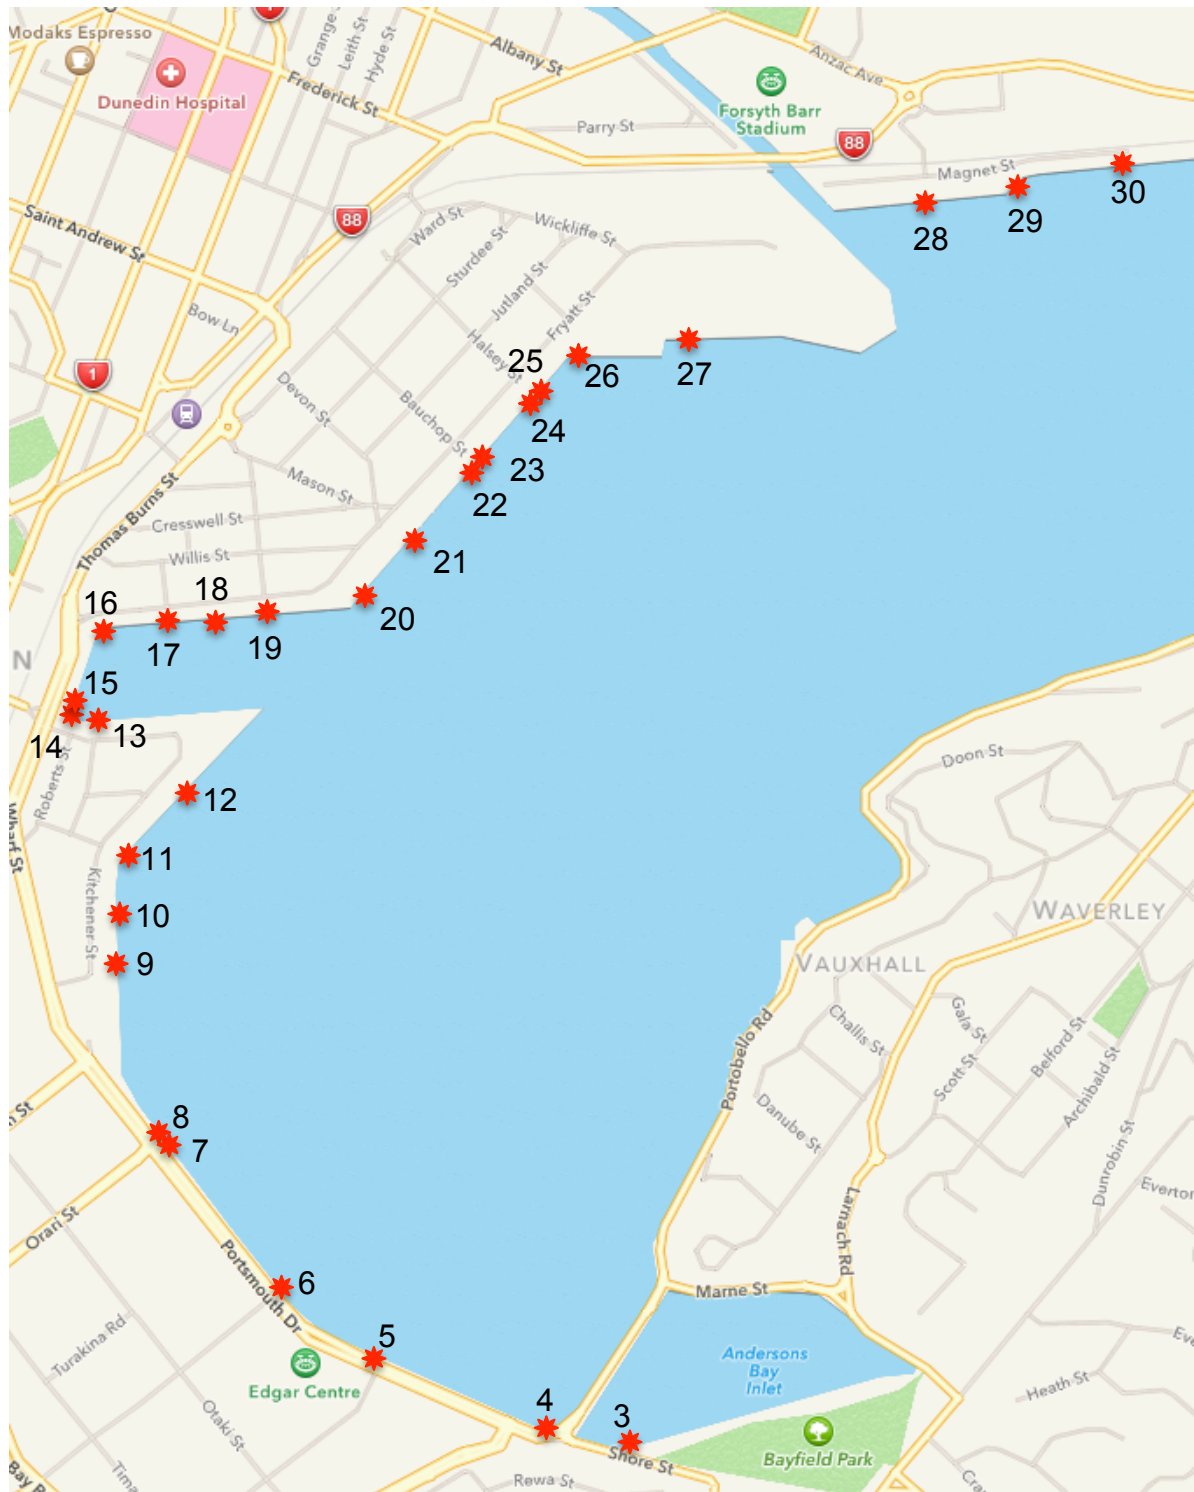 Modaks Espresso
Dunedin Hospital
1
Grange
Leith St
Hyde St
Frederick St
Albany St
Anzac Ave
Forsyth Barr
Stadium
Parry St
88
Magnet St
30
29
28
Saint Andrew St
88
Ward St
Wickliffe St
Sturdee St
Jutland St
Fryatt St
Bow Ln
Halsey St
25
26
27
1
Devon St
Bauchop St
24
23
22
Mason St
Thomas Burns St
Cresswell St
Willis St
21
20
18
16
17
19
N
15
13
14
Roberts St
12
Wharf St
11
Kitchener St
10
9
Doon St
WAVERLEY
VAUXHALL
Challis St
Gala St
Belford St
Scott St
Archibald St
Portobello Rd
Danube St
Dunrobin St
n St
8
7
Everton
Orari St
Larnach Rd
Portsmouth Dr
6
Marne St
5
Turakina Rd
Edgar Centre
Andersons
Bay
Inlet
Heath St
Eve
4
3
Otaki St
Shore St
Bayfield Park
Bay R
Tima
Rewa St
Cra